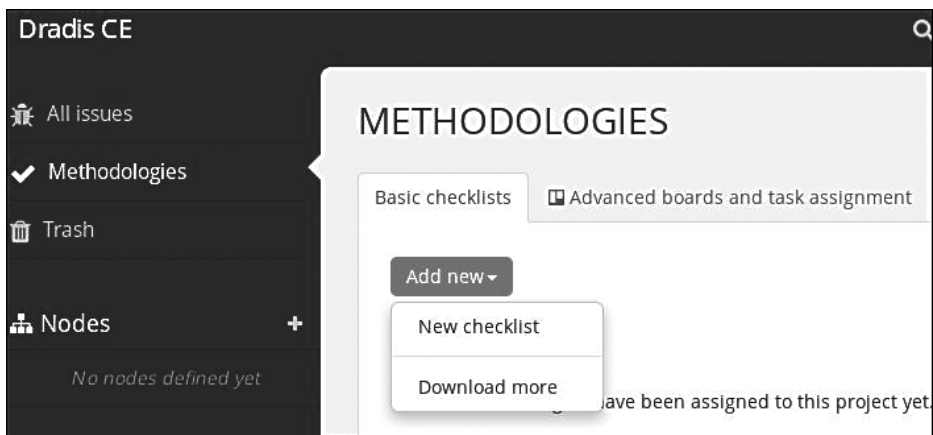 Dradis CE
All issues
Methodologies
Trash
Nodes
No nodes defined yet
METHODOLOGIES
Basic checklists
Advanced boards and task assignment
Add new
New checklist
Download more
have been assigned to this project yet.